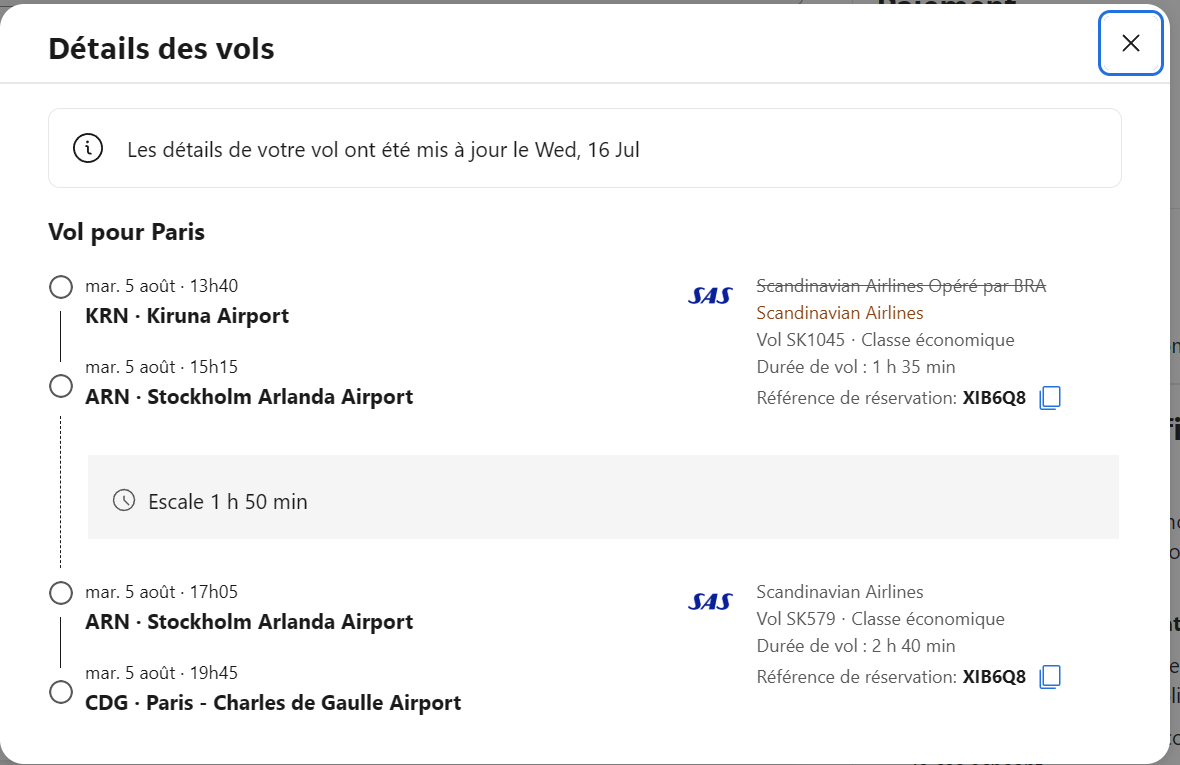 Détails des vols
Les détails de votre vol ont été mis à jour le Wed, 16 Jul
Vol pour Paris
mar. 5 août · 13h40
KRN · Kiruna Airport
mar. 5 août · 15h15
ARN · Stockholm Arlanda Airport
SAS
Scandinavian Airlines Opéré par BRA
Scandinavian Airlines
Vol SK1045 · Classe économique
Durée de vol : 1 h 35 min
Référence de réservation: XIB6Q8
Escale 1 h 50 min
mar. 5 août · 17h05
ARN · Stockholm Arlanda Airport
mar. 5 août · 19h45
CDG · Paris - Charles de Gaulle Airport
SAS
Scandinavian Airlines
Vol SK579 · Classe économique
Durée de vol : 2 h 40 min
Référence de réservation: XIB6Q8